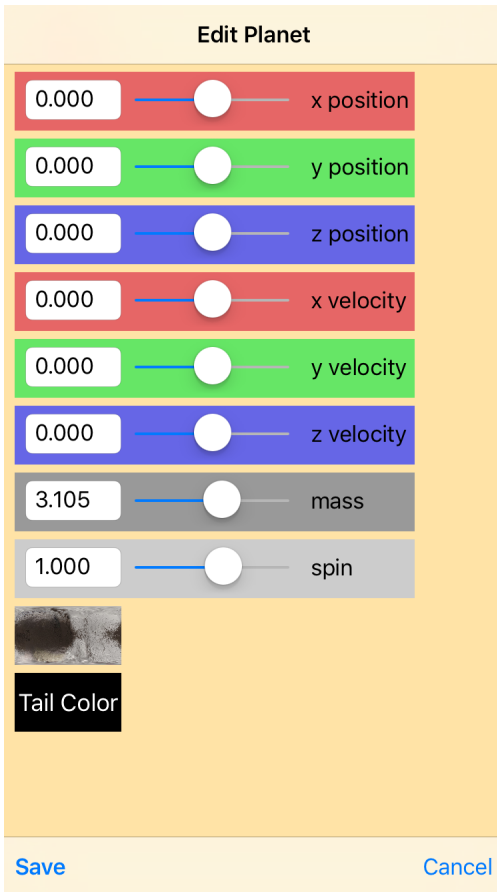 Edit Planet
0.000 x position
0.000 y position
0.000 z position
0.000 x velocity
0.000 y velocity
0.000 z velocity
3.105 mass
1.000 spin
Tail Color
Save Cancel